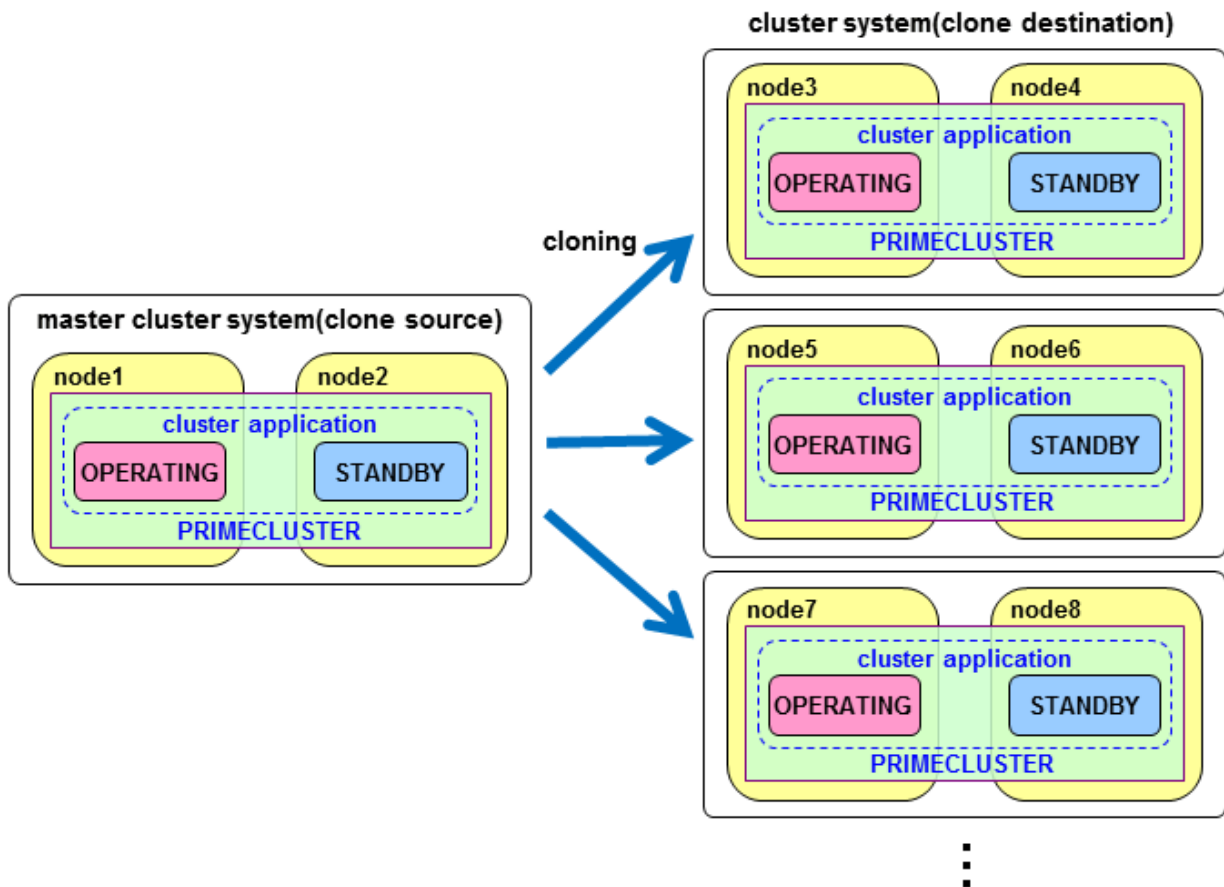 cluster system(clone destination)
node3
node4
cluster application
OPERATING
STANDBY
PRIMECLUSTER
cloning
master cluster system(clone source)
node1
node2
cluster application
OPERATING
STANDBY
PRIMECLUSTER
node5
node6
cluster application
OPERATING
STANDBY
PRIMECLUSTER
node7
node8
cluster application
OPERATING
STANDBY
PRIMECLUSTER